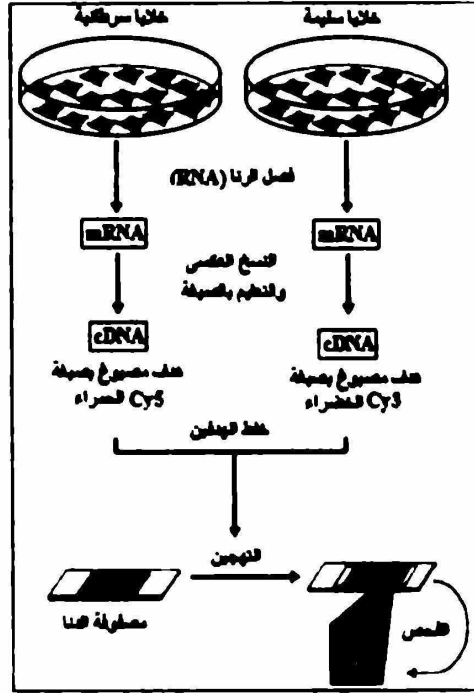 خلايا سليمة
خلايا سرطانية
فصل الرنا (RNA)
mRNA
mRNA
النسخ العكسي
والتعليم بالصبغة
cDNA
cDNA
هدف مصبوغ بصبغة
Cy3 الخضراء
هدف مصبوغ بصبغة
Cy5 الحمراء
خلط الهدفين
التهجين
مصفوفة الدنا
الفحص